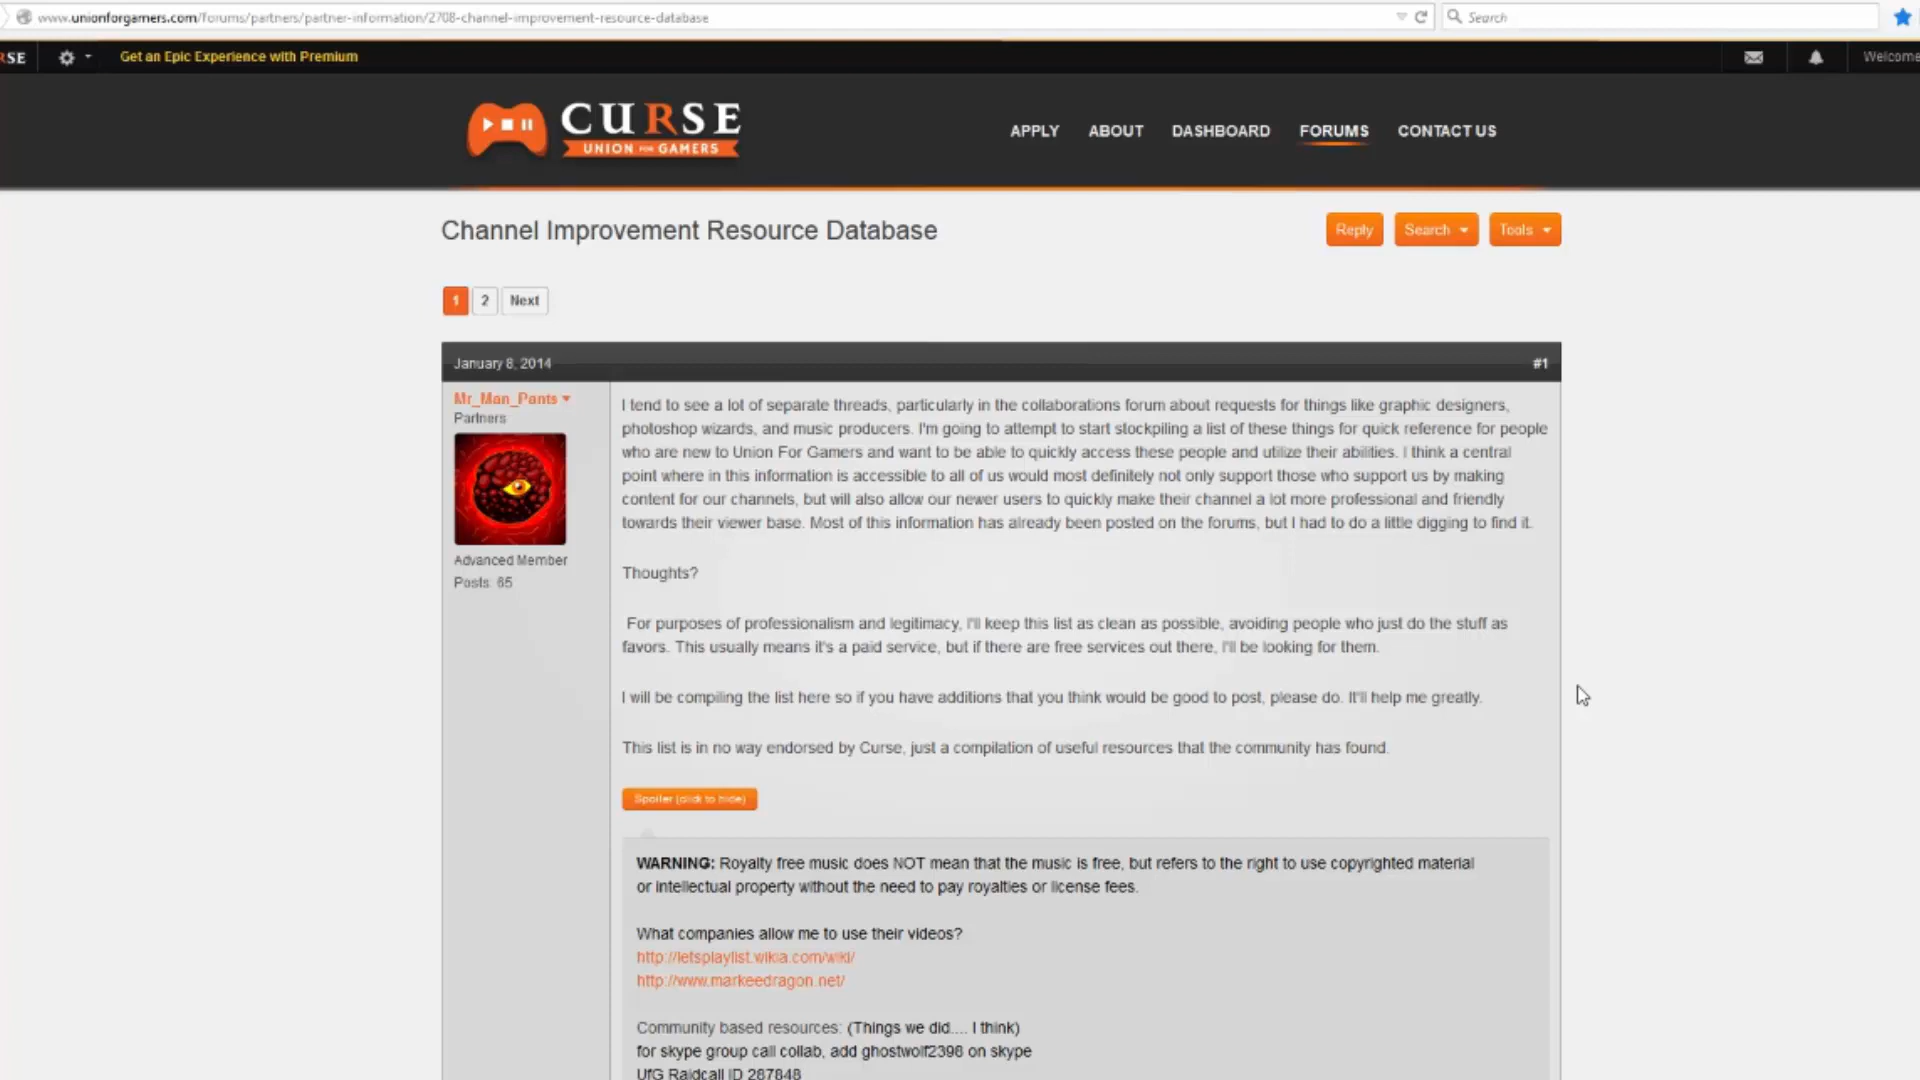 www.unionforgamers.com/forums/partners/partner-information/2708-channel-improvement-resource-database
Search
RSE
Get an Epic Experience with Premium
Welcome
CURSE
UNION FOR GAMERS
APPLY
ABOUT
DASHBOARD
FORUMS
CONTACT US
Channel Improvement Resource Database
Reply
Search
Tools
1
2
Next
January 8, 2014
#1
Mr_Man_Pants
Partners
Advanced Member
Posts: 65
I tend to see a lot of separate threads, particularly in the collaborations forum about requests for things like graphic designers,
photoshop wizards, and music producers. I'm going to attempt to start stockpiling a list of these things for quick reference for people
who are new to Union For Gamers and want to be able to quickly access these people and utilize their abilities. I think a central
point where in this information is accessible to all of us would most definitely not only support those who support us by making
content for our channels, but will also allow our newer users to quickly make their channel a lot more professional and friendly
towards their viewer base. Most of this information has already been posted on the forums, but I had to do a little digging to find it.
Thoughts?
For purposes of professionalism and legitimacy, I'll keep this list as clean as possible, avoiding people who just do the stuff as
favors. This usually means it's a paid service, but if there are free services out there, I'll be looking for them.
I will be compiling the list here so if you have additions that you think would be good to post, please do. It'll help me greatly.
This list is in no way endorsed by Curse, just a compilation of useful resources that the community has found.
Spoiler (click to hide)
WARNING: Royalty free music does NOT mean that the music is free, but refers to the right to use copyrighted material
or intellectual property without the need to pay royalties or license fees.
What companies allow me to use their videos?
http://letsplaylist.wikia.com/wiki/
http://www.markeedragon.net/
Community based resources: (Things we did.... I think)
for skype group call collab, add ghostwolf2398 on skype
UfG Raidcall ID 287848